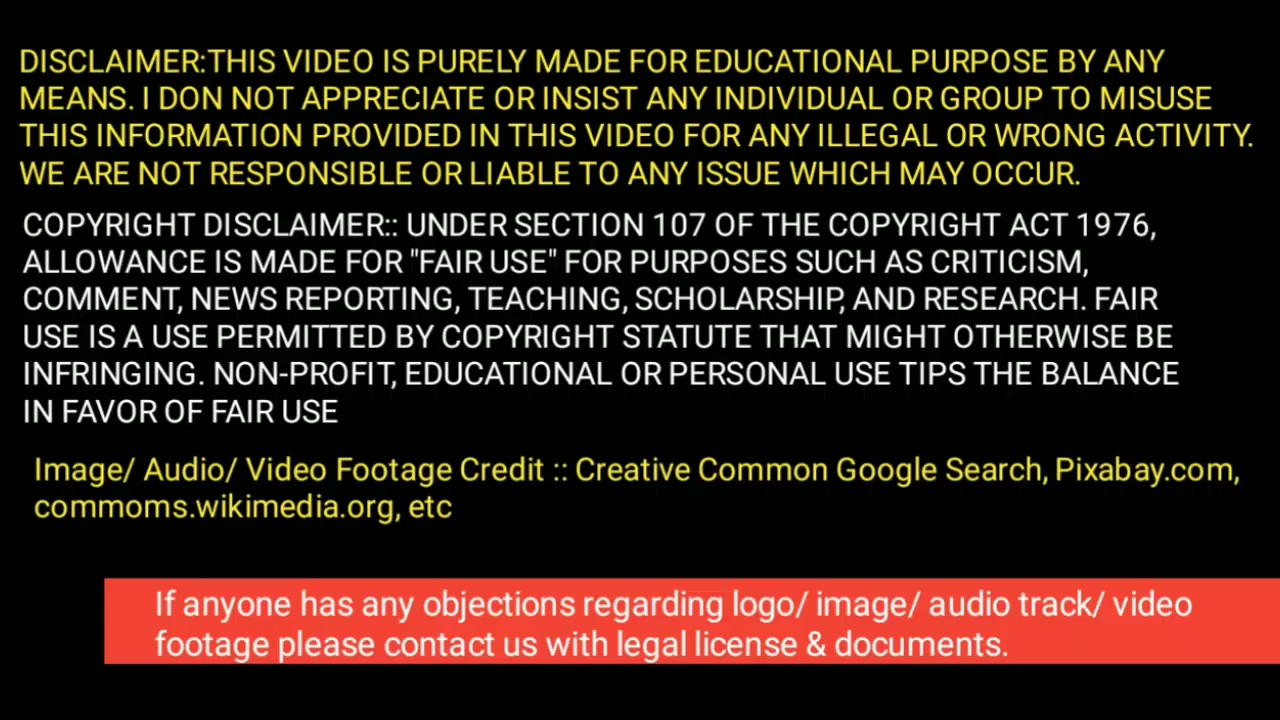 DISCLAIMER:THIS VIDEO IS PURELY MADE FOR EDUCATIONAL PURPOSE BY ANY
MEANS. I DON NOT APPRECIATE OR INSIST ANY INDIVIDUAL OR GROUP TO MISUSE
THIS INFORMATION PROVIDED IN THIS VIDEO FOR ANY ILLEGAL OR WRONG ACTIVITY.
WE ARE NOT RESPONSIBLE OR LIABLE TO ANY ISSUE WHICH MAY OCCUR.
COPYRIGHT DISCLAIMER:: UNDER SECTION 107 OF THE COPYRIGHT ACT 1976,
ALLOWANCE IS MADE FOR "FAIR USE" FOR PURPOSES SUCH AS CRITICISM,
COMMENT, NEWS REPORTING, TEACHING, SCHOLARSHIP, AND RESEARCH. FAIR
USE IS A USE PERMITTED BY COPYRIGHT STATUTE THAT MIGHT OTHERWISE BE
INFRINGING. NON-PROFIT, EDUCATIONAL OR PERSONAL USE TIPS THE BALANCE
IN FAVOR OF FAIR USE
Image/ Audio/ Video Footage Credit :: Creative Common Google Search, Pixabay.com,
commoms.wikimedia.org, etc
If anyone has any objections regarding logo/ image/ audio track/ video
footage please contact us with legal license & documents.